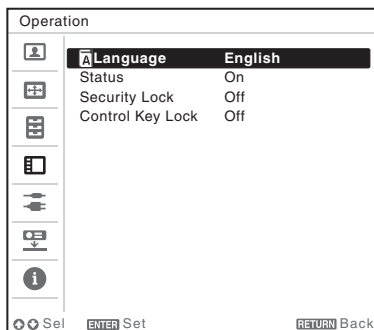 Operation
A Language English
Status On
Security Lock Off
Control Key Lock Off
i
Sel ENTER Set RETURN Back